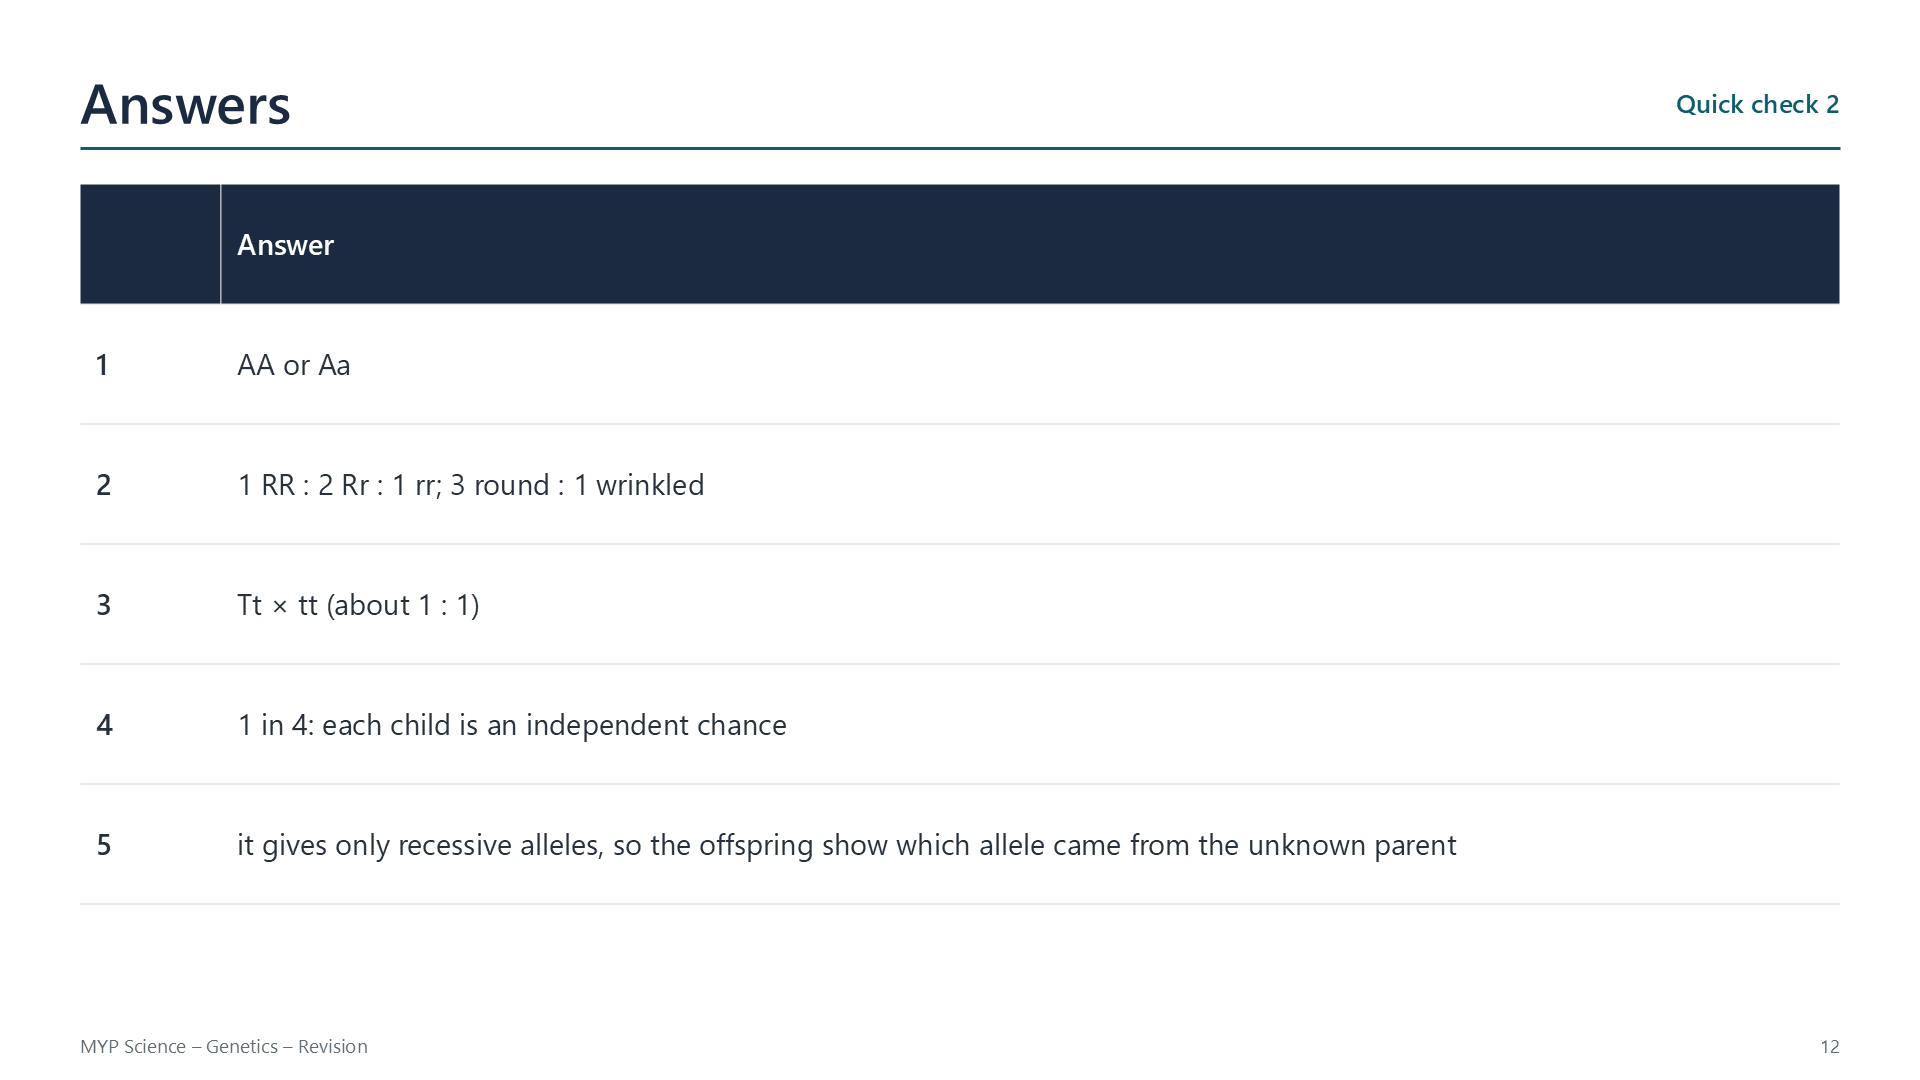 Answers
Quick check 2
Answer
1 AA or Aa
2 1 RR : 2 Rr : 1 rr; 3 round : 1 wrinkled
3 Tt × tt (about 1 : 1)
4 1 in 4: each child is an independent chance
5 it gives only recessive alleles, so the offspring show which allele came from the unknown parent
MYP Science – Genetics – Revision
12